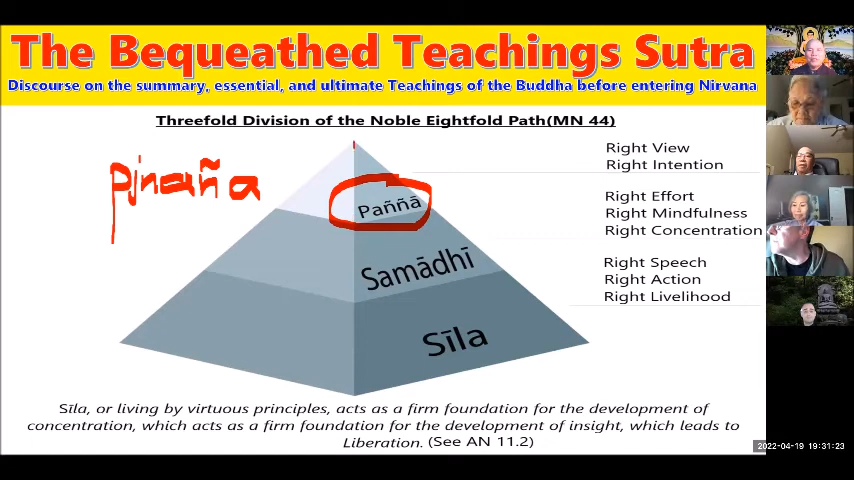 The Bequeathed Teachings Sutra
Discourse on the summary, essential, and ultimate Teachings of the Buddha before entering Nirvana
Threefold Division of the Noble Eightfold Path(MN 44)
Right View
Right Intention
pjnaña
Paññā
Right Effort
Right Mindfulness
Right Concentration
Samādhī
Right Speech
Right Action
Right Livelihood
Sīla
Sīla, or living by virtuous principles, acts as a firm foundation for the development of
concentration, which acts as a firm foundation for the development of insight, which leads to
Liberation. (See AN 11.2)
2022-04-19 19:31:23